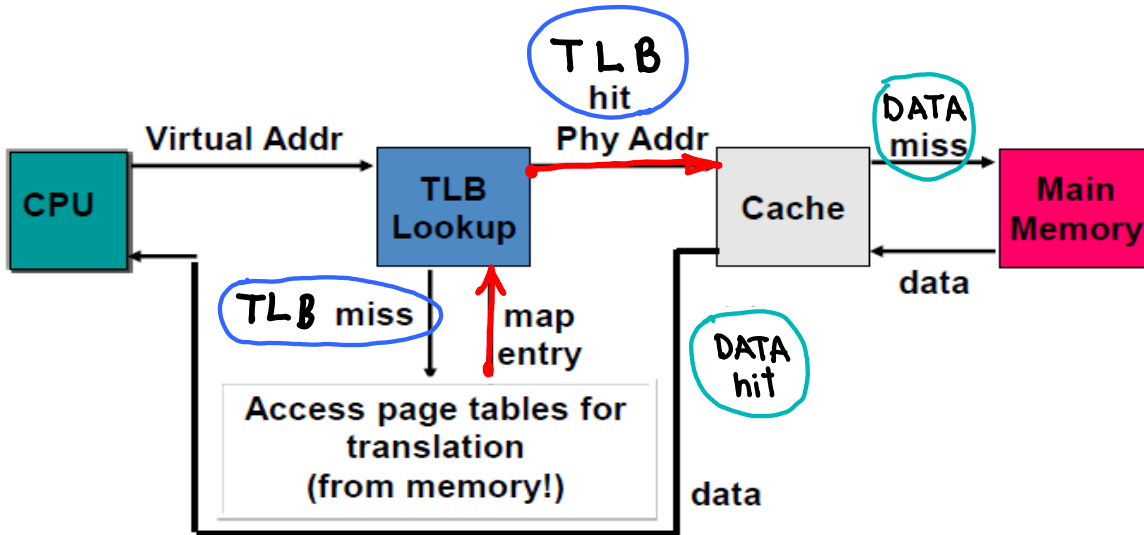 TLB
hit
DATA
miss
Virtual Addr
Phy Addr
CPU
TLB
Lookup
Cache
Main
Memory
data
TLB miss
map
entry
DATA
hit
Access page tables for
translation
(from memory!)
data